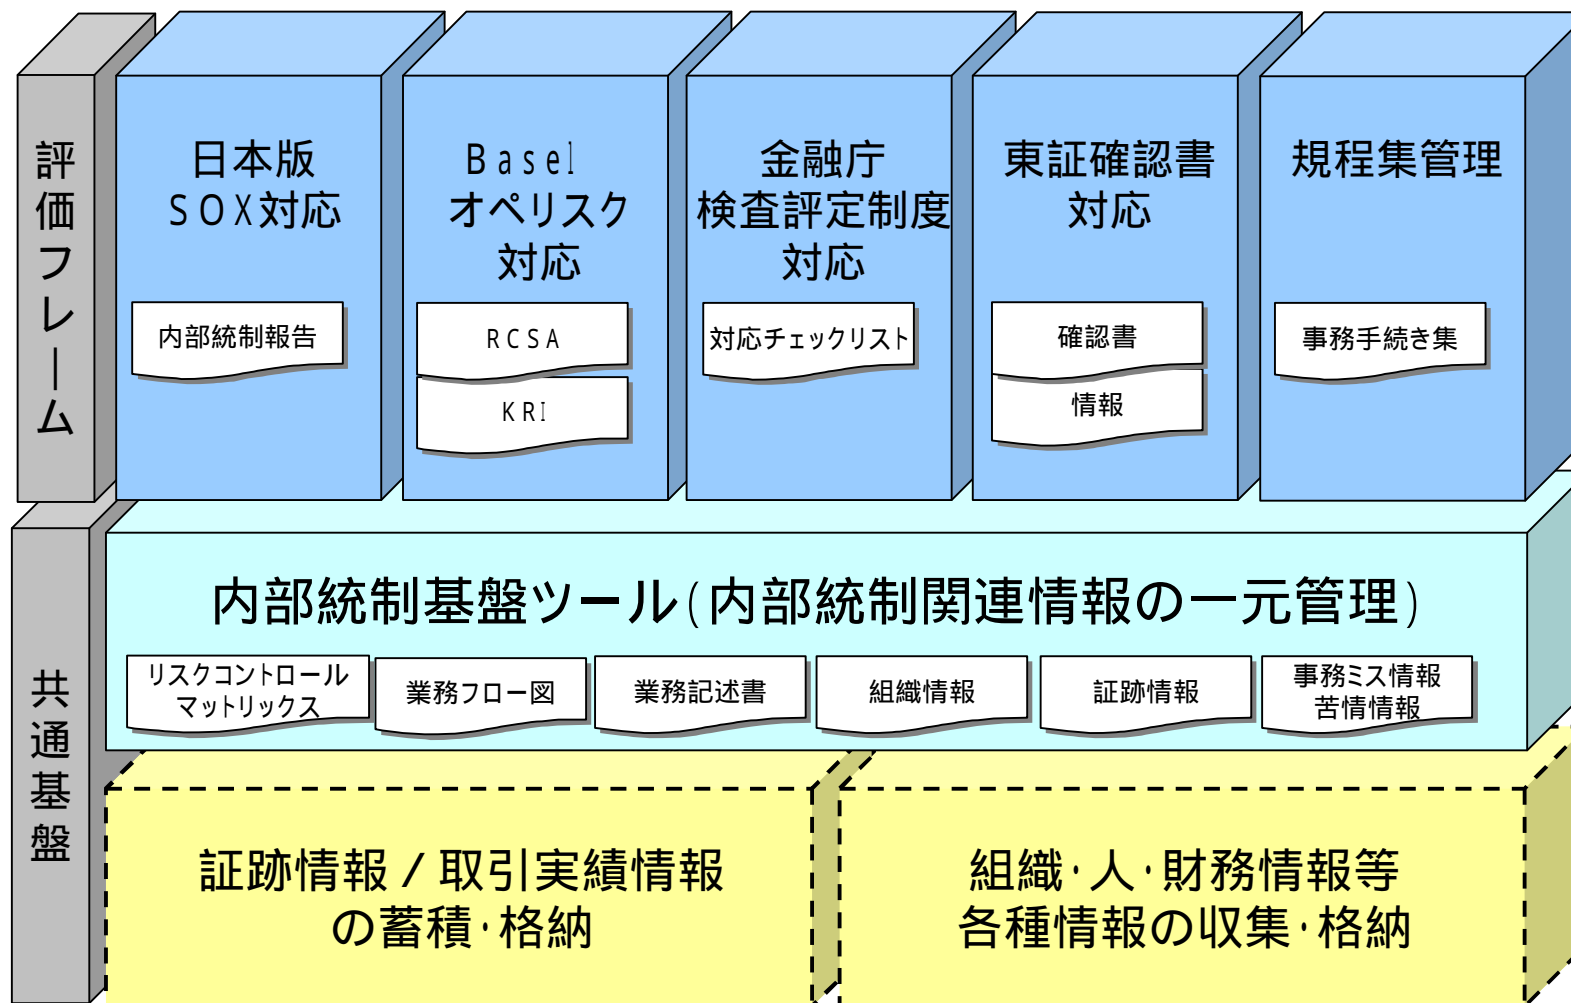 評価フレーム
日本版
SOX対応
内部統制報告
Basel
オペリスク
対応
RCSA
KRI
金融庁
検査評定制度
対応
対応チェックリスト
東証確認書
対応
確認書
情報
規程集管理
事務手続き集
共通基盤
内部統制基盤ツール(内部統制関連情報の一元管理)
リスクコントロール
マットリックス
業務フロー図
業務記述書
組織情報
証跡情報
事務ミス情報
苦情情報
証跡情報/取引実績情報
の蓄積・格納
組織・人・財務情報等
各種情報の収集・格納